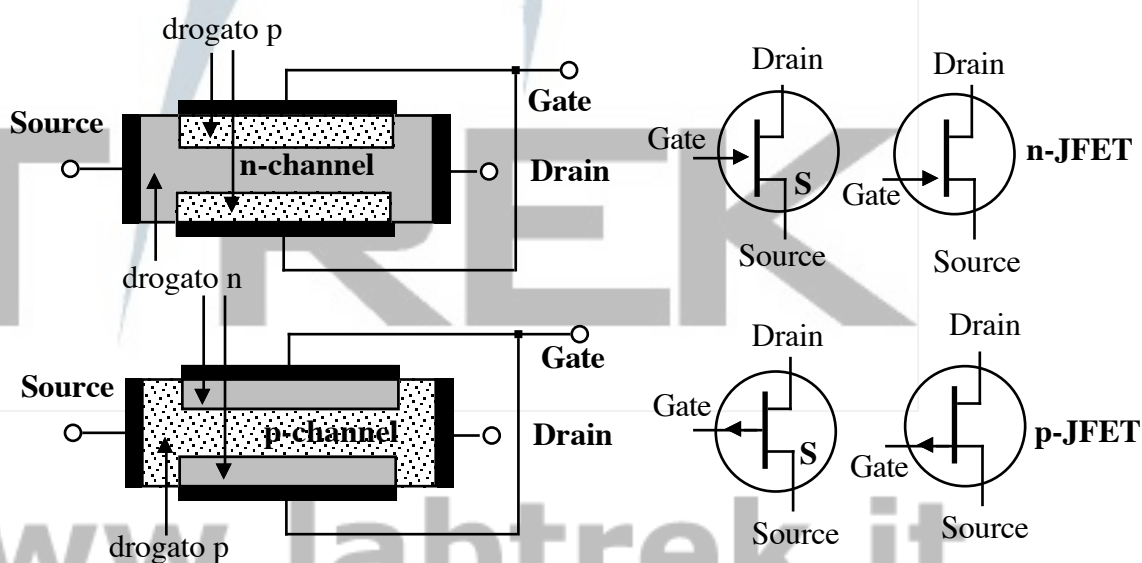 drogato p
Source
Gate
n-channel
Drain
drogato n
Drain
Gate
S
Source
Drain
Gate
Source
n-JFET
Source
Gate
p-channel
Drain
drogato p
Drain
Gate
S
Source
Drain
Gate
Source
p-JFET
TREK
www.labtrek.it